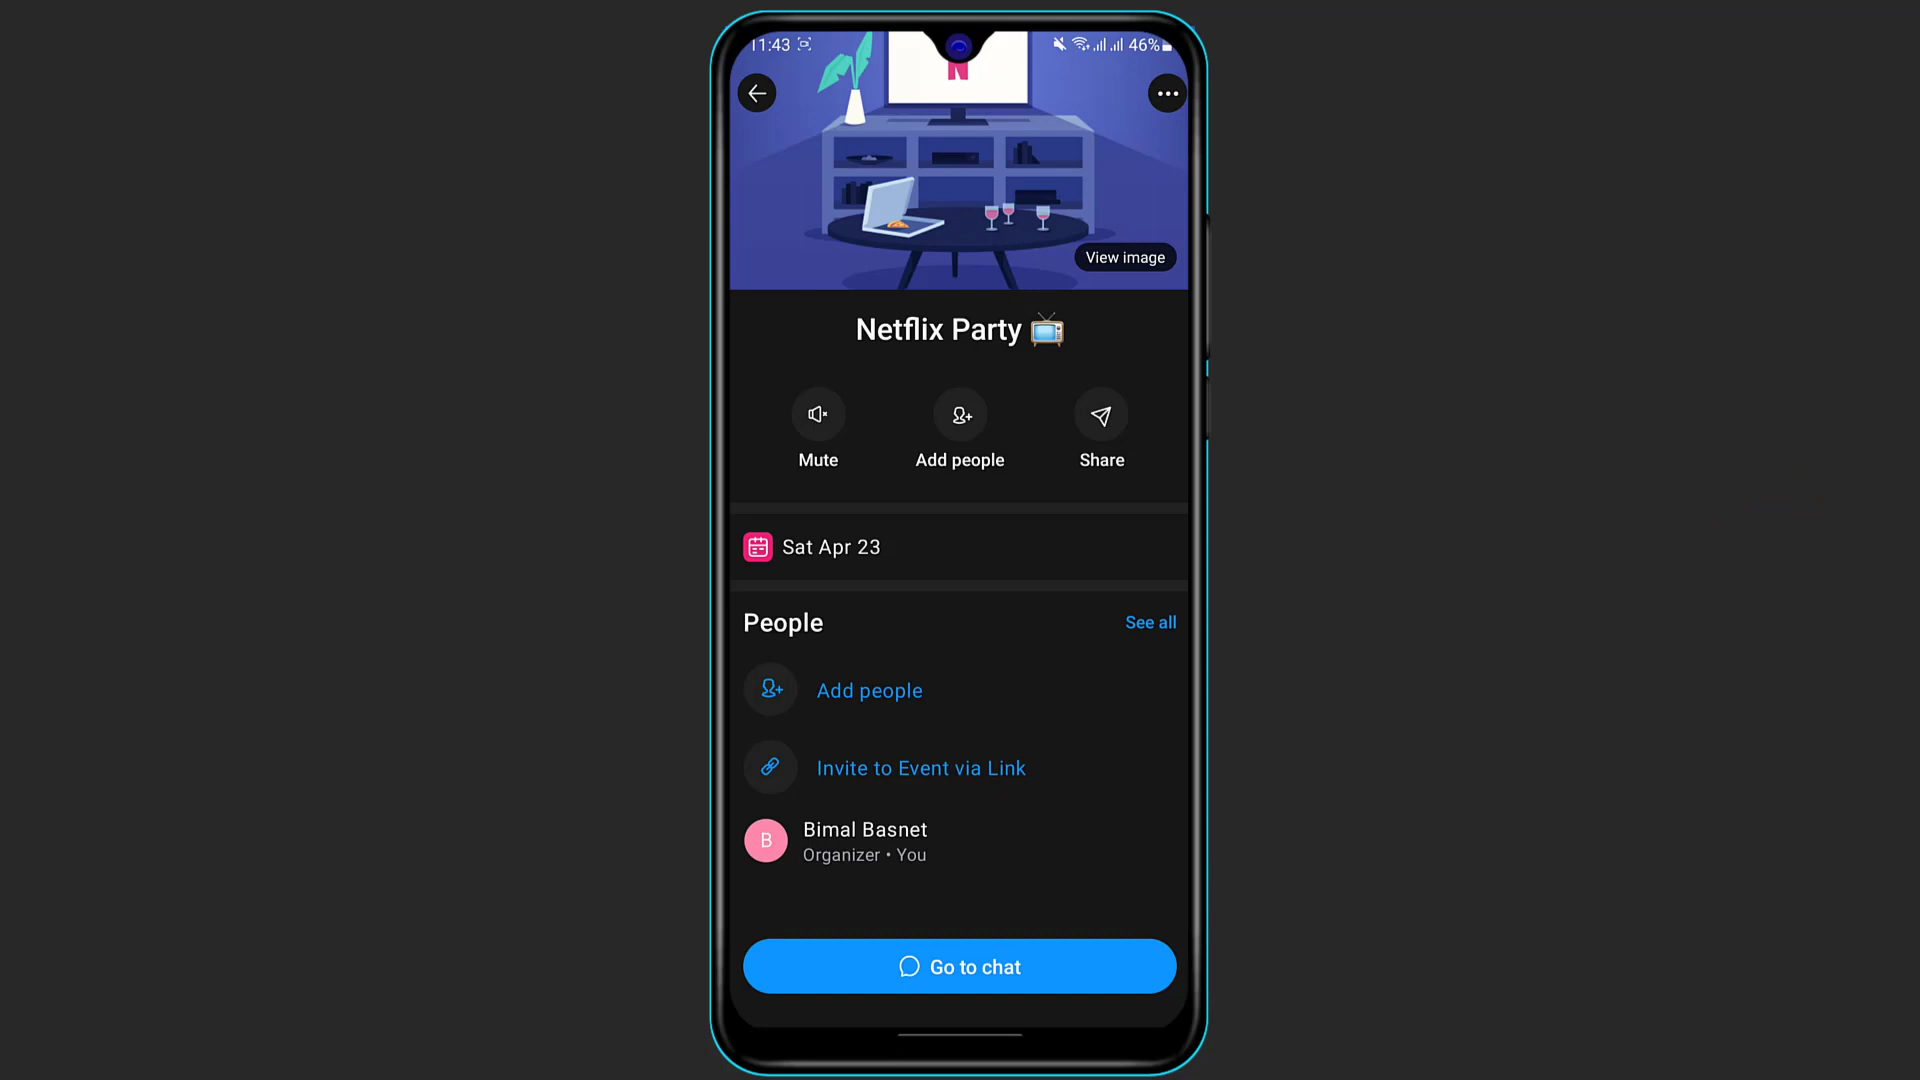 11:43
46%
N
View image
Netflix Party
Mute
Add people
Share
Sat Apr 23
People
See all
Add people
Invite to Event via Link
B
Bimal Basnet
Organizer • You
Go to chat